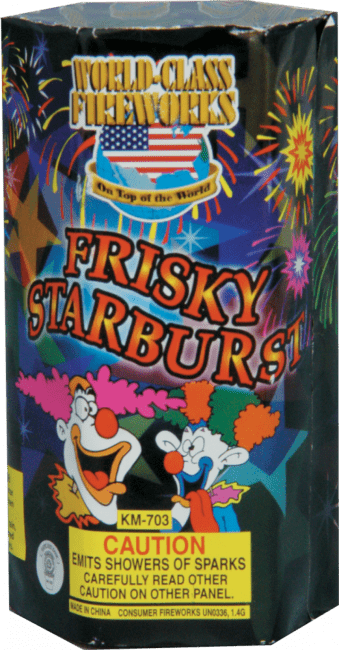 WORLD-CLASS
FIREWORKS
On Top of the World
FRISKY
STARBURST
KM-703
CAUTION
EMITS SHOWERS OF SPARKS
CAREFULLY READ OTHER
CAUTION ON OTHER PANEL.
MADE IN CHINA CONSUMER FIREWORKS UN0336, 1.4G